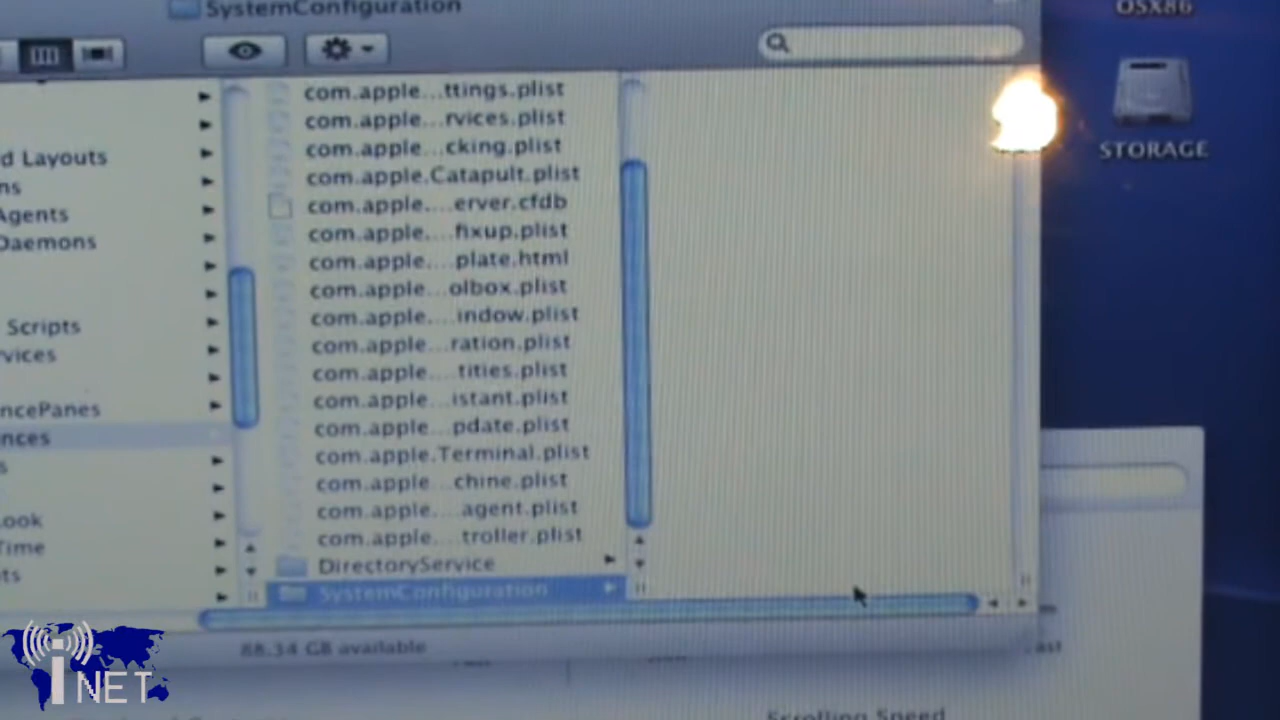 SystemConfiguration
OSX86
STORAGE
com.apple...ttings.plist
com.apple...rvices.plist
com.apple...cking.plist
com.apple.Catapult.plist
com.apple....erver.cfdb
com.apple....fixup.plist
com.apple....plate.html
com.apple...olbox.plist
com.apple....indow.plist
com.apple...ration.plist
com.apple....tities.plist
com.apple...istant.plist
com.apple....pdate.plist
com.apple.Terminal.plist
com.apple....chine.plist
com.apple....agent.plist
com.apple....troller.plist
DirectoryService
SystemConfiguration
d Layouts
ns
Agents
Daemons
Scripts
rvices
ncePanes
nces
s
ook
Time
ts
88.34 GB available
Scrolling Speed
i NET